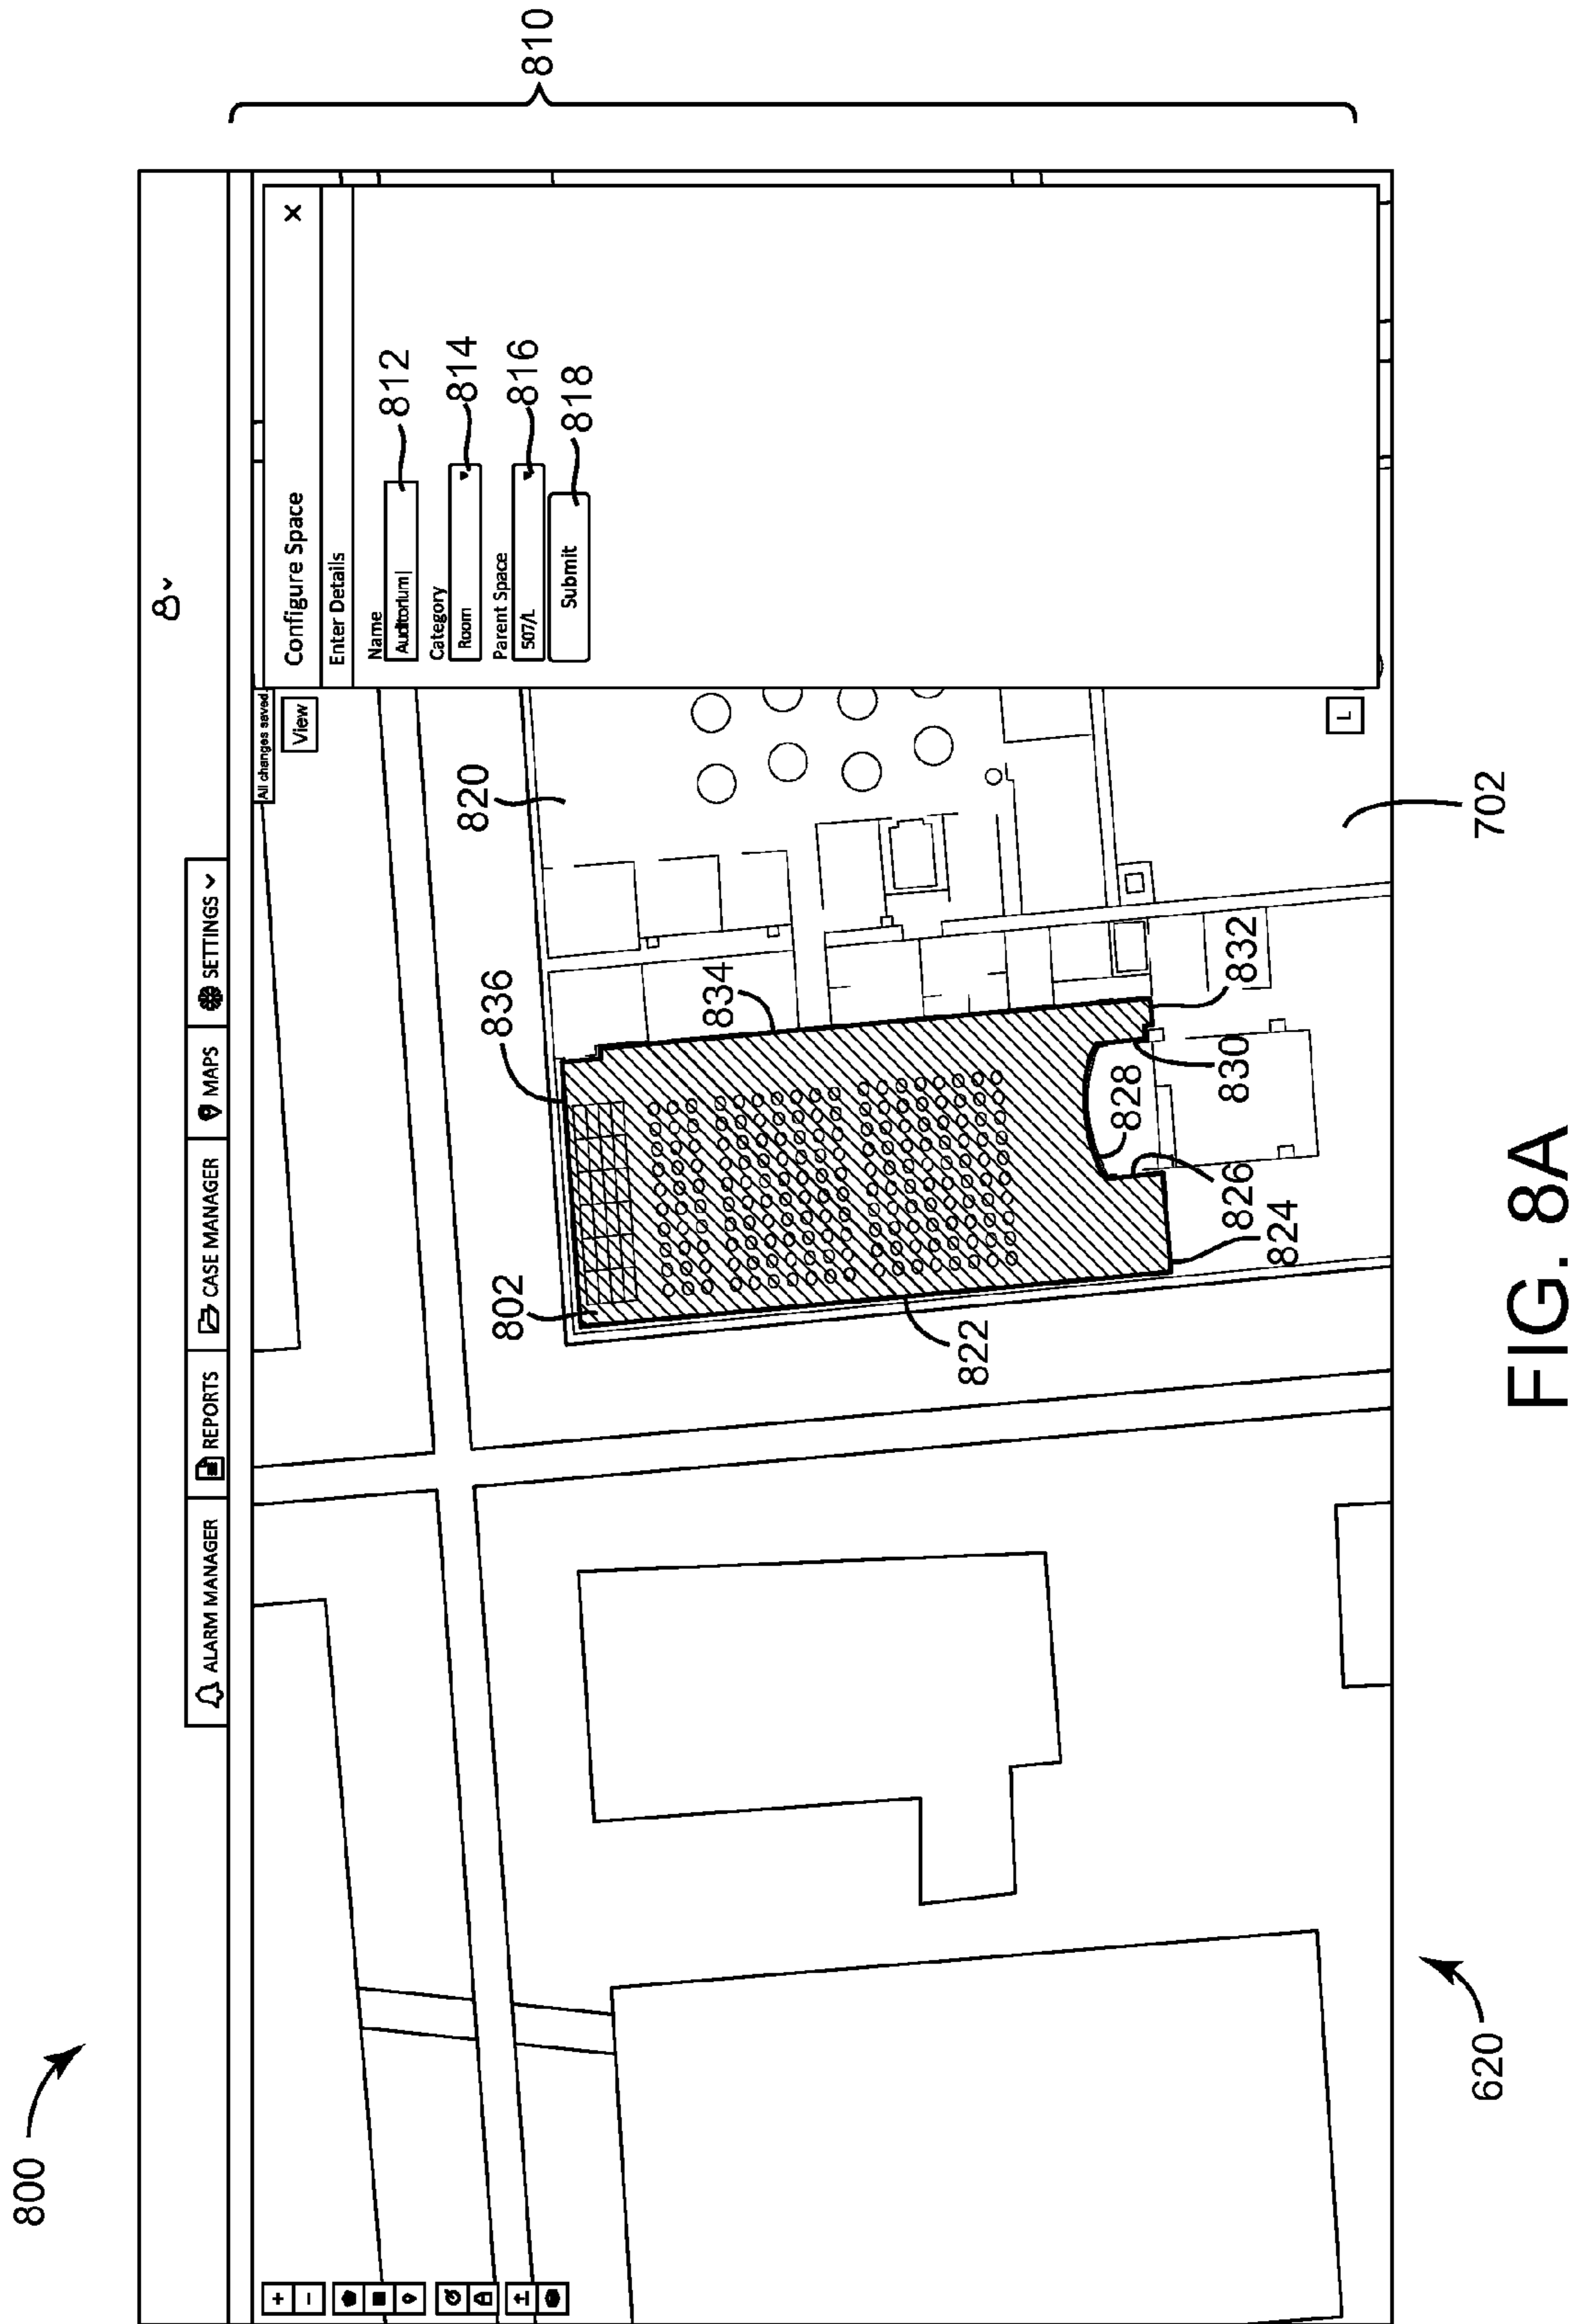 800
810
ALARM MANAGER
REPORTS
CASE MANAGER
MAPS
SETTINGS
All changes saved.
View
Configure Space
X
Enter Details
Name
Auditorium
812
Category
Room
814
Parent Space
507/L
816
Submit
818
+
−
820
836
802
834
822
828
830
832
826
824
L
702
620
FIG. 8A